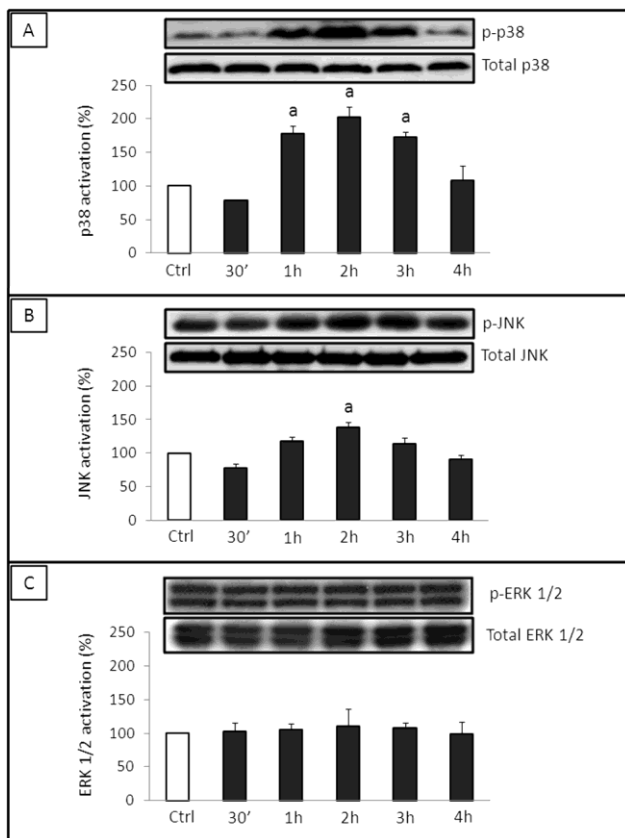 A
p-p38
Total p38
p38 activation (%)
250
200
150
100
50
0
a
a
a
Ctrl 30′ 1h 2h 3h 4h
B
p-JNK
Total JNK
JNK activation (%)
250
200
150
100
50
0
a
Ctrl 30′ 1h 2h 3h 4h
C
p-ERK 1/2
Total ERK 1/2
ERK 1/2 activation (%)
250
200
150
100
50
0
Ctrl 30′ 1h 2h 3h 4h